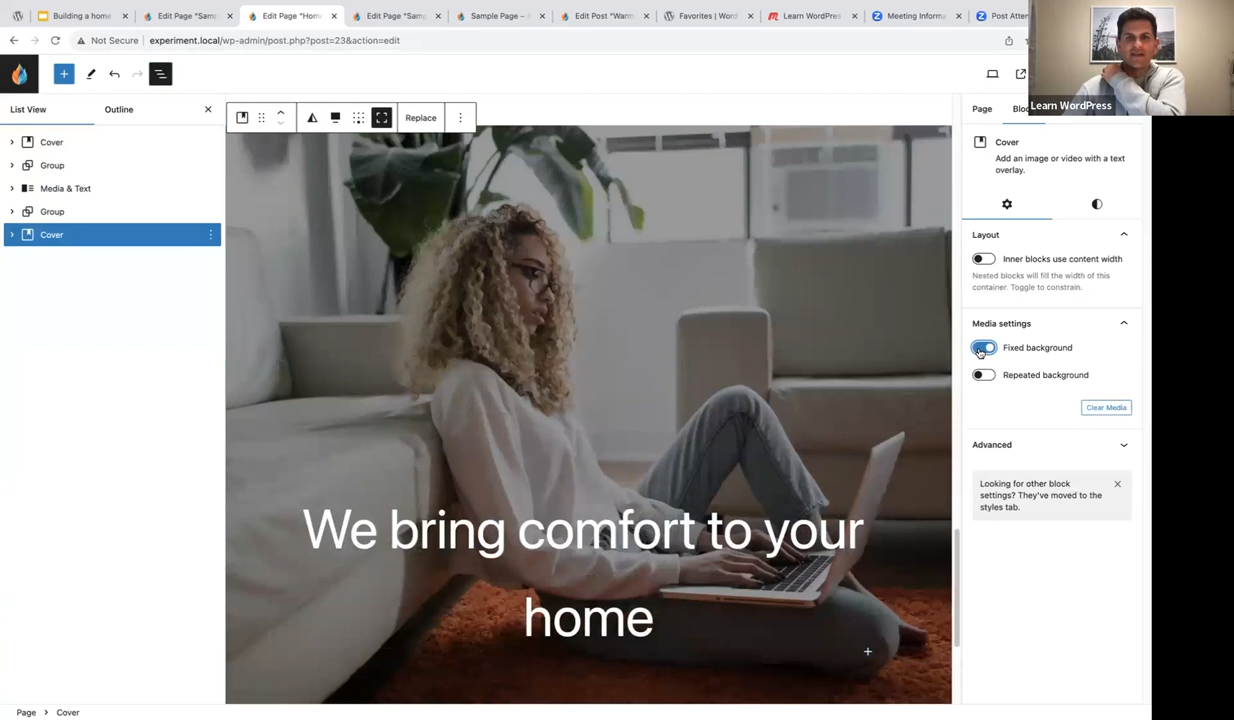 Building a home
Edit Page “Samp
Edit Page “Hom
Edit Page “Samp
Sample Page –
Edit Post “Warm
Favorites | Word
Learn WordPress
Meeting Informa
Post Atten
Not Secure
experiment.local/wp-admin/post.php?post=23&action=edit
Learn WordPress
List View
Outline
Replace
Page
Cover
Group
Media & Text
Group
Cover
Cover
Add an image or video with a text
overlay.
Layout
Inner blocks use content width
Nested blocks will fill the width of this
container. Toggle to constrain.
Media settings
Fixed background
Repeated background
Clear Media
Advanced
Looking for other block
settings? They've moved to the
styles tab.
We bring comfort to your
home
Page
Cover